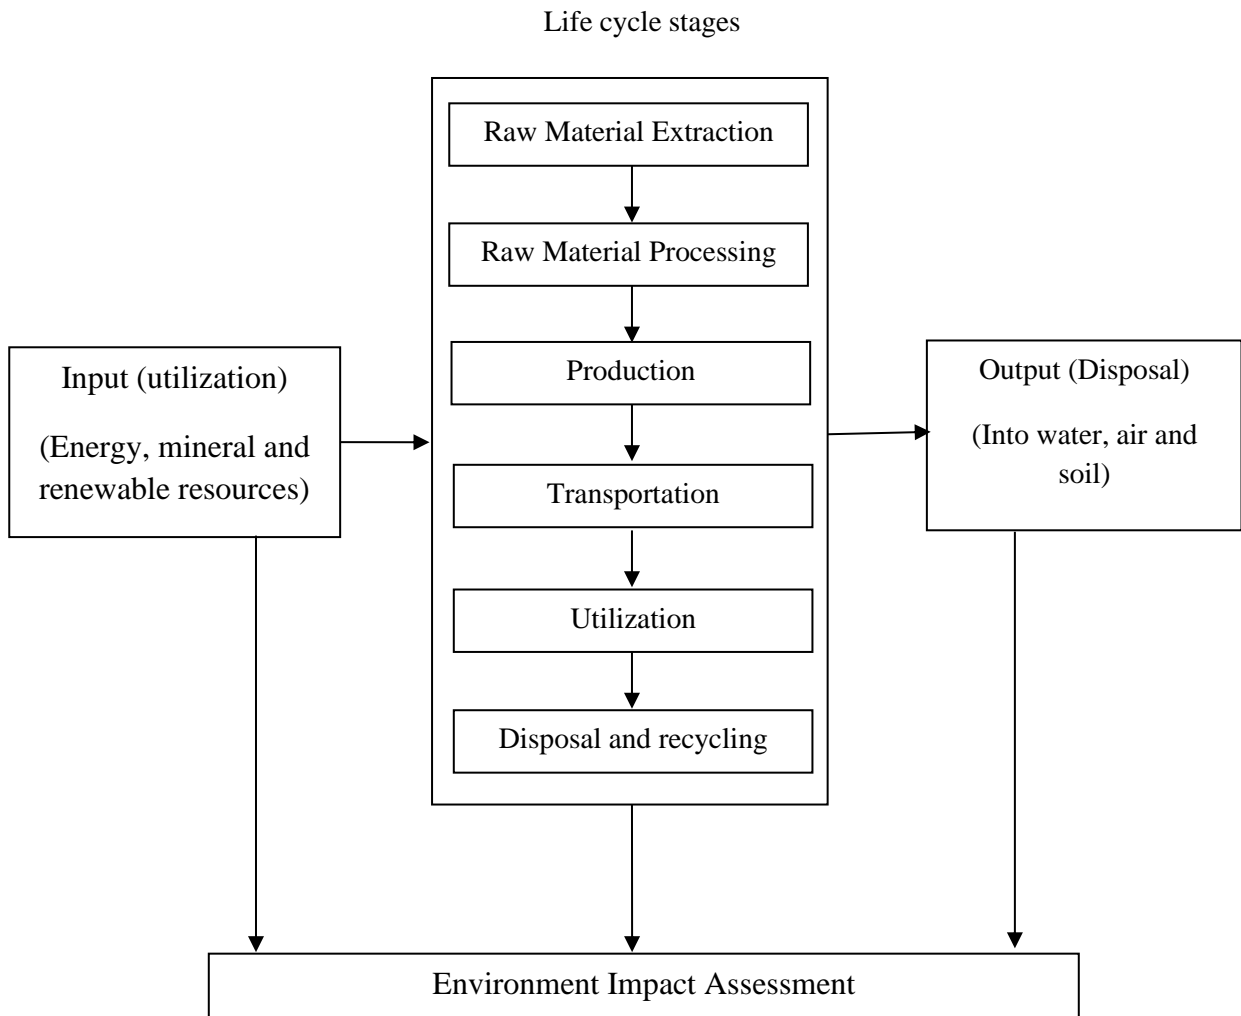 Life cycle stages
Raw Material Extraction
Raw Material Processing
Production
Transportation
Utilization
Disposal and recycling
Input (utilization)
(Energy, mineral and
renewable resources)
Output (Disposal)
(Into water, air and
soil)
Environment Impact Assessment